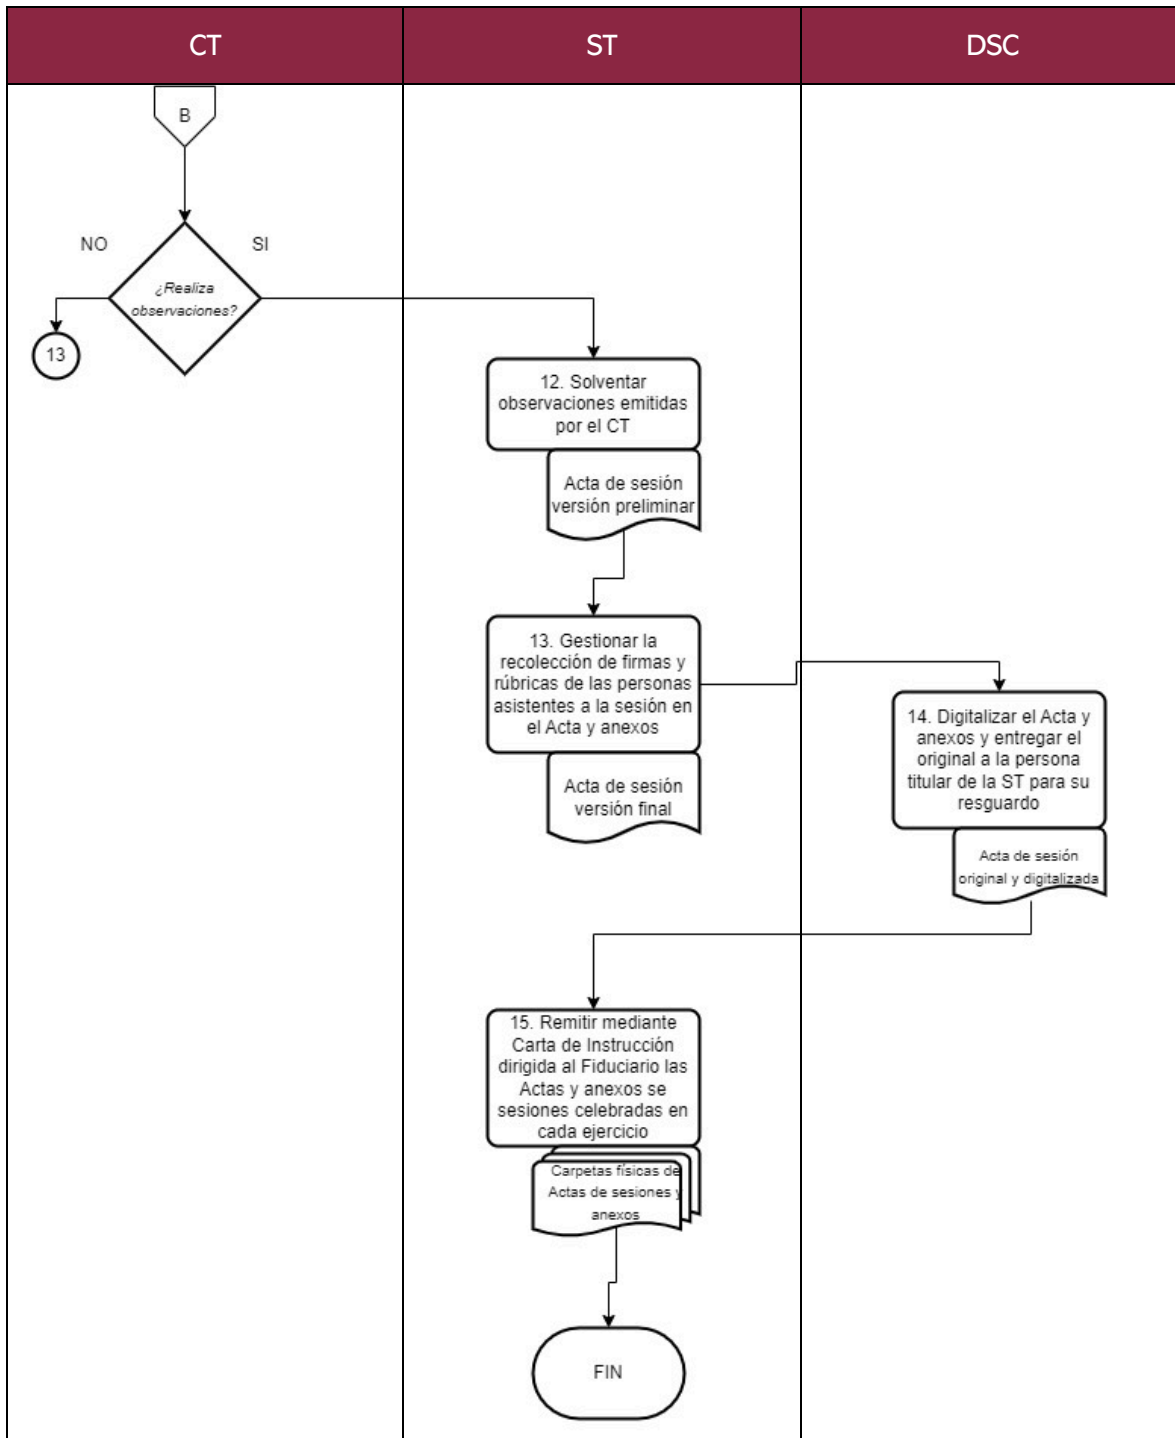 CT
ST
DSC
B
NO
SI
¿Realiza
observaciones?
13
12. Solventar
observaciones emitidas
por el CT
Acta de sesión
versión preliminar
13. Gestionar la
recolección de firmas y
rúbricas de las personas
asistentes a la sesión en
el Acta y anexos
Acta de sesión
versión final
14. Digitalizar el Acta y
anexos y entregar el
original a la persona
titular de la ST para su
resguardo
Acta de sesión
original y digitalizada
15. Remitir mediante
Carta de Instrucción
dirigida al Fiduciario las
Actas y anexos se
sesiones celebradas en
cada ejercicio
Carpetas físicas de
Actas de sesiones y
anexos
FIN